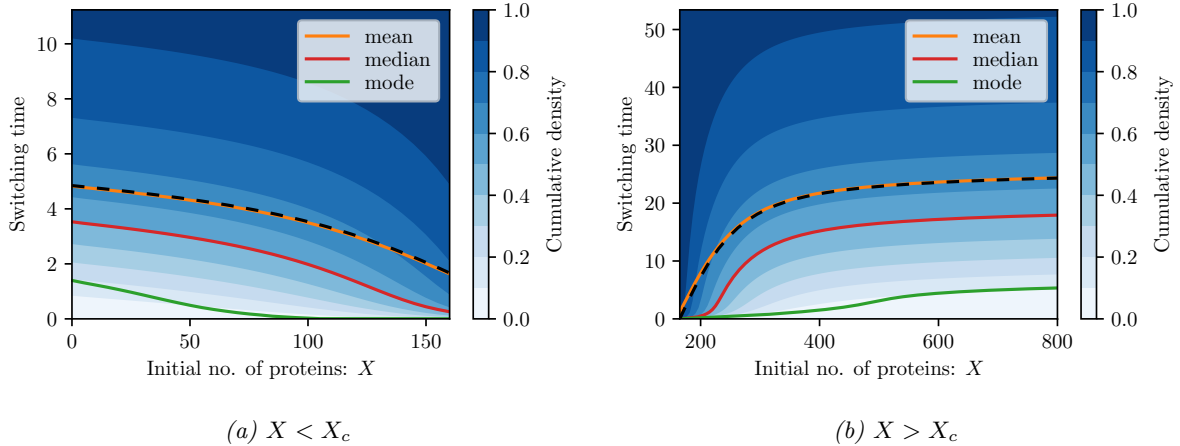 10
8
6
4
2
0
Switching time
mean
median
mode
0
50
100
150
Initial no. of proteins: X
1.0
0.8
0.6
0.4
0.2
0.0
Cumulative density
(a) X < X_c
50
40
30
20
10
0
Switching time
mean
median
mode
200
400
600
800
Initial no. of proteins: X
1.0
0.8
0.6
0.4
0.2
0.0
Cumulative density
(b) X > X_c